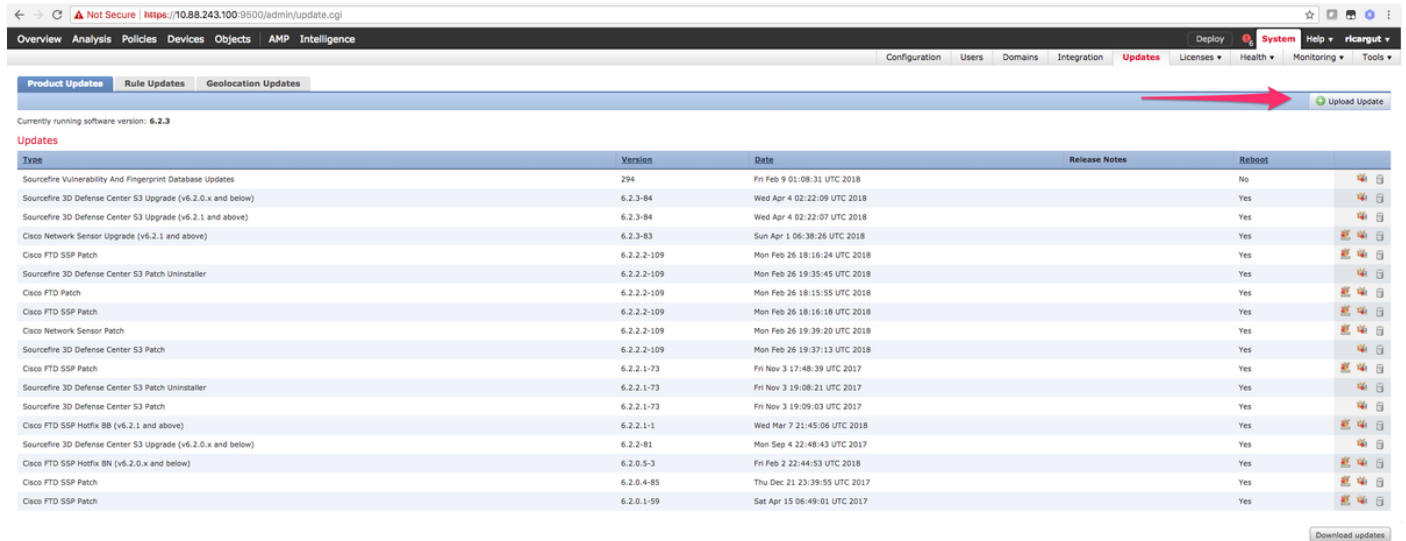 Not Secure | https://10.88.243.100:9500/admin/update.cgi
Overview Analysis Policies Devices Objects AMP Intelligence Deploy 6 System Help ricargut
Configuration Users Domains Integration Updates Licenses Health Monitoring Tools
Product Updates Rule Updates Geolocation Updates
Upload Update
Currently running software version: 6.2.3
Updates
Type Version Date Release Notes Reboot
Sourcefire Vulnerability And Fingerprint Database Updates 294 Fri Feb 9 01:08:31 UTC 2018 No
Sourcefire 3D Defense Center S3 Upgrade (v6.2.0.x and below) 6.2.3-84 Wed Apr 4 02:22:09 UTC 2018 Yes
Sourcefire 3D Defense Center S3 Upgrade (v6.2.1 and above) 6.2.3-84 Wed Apr 4 02:22:07 UTC 2018 Yes
Cisco Network Sensor Upgrade (v6.2.1 and above) 6.2.3-83 Sun Apr 1 06:38:26 UTC 2018 Yes
Cisco FTD SSP Patch 6.2.2.2-109 Mon Feb 26 18:16:24 UTC 2018 Yes
Sourcefire 3D Defense Center S3 Patch Uninstaller 6.2.2.2-109 Mon Feb 26 19:35:45 UTC 2018 Yes
Cisco FTD Patch 6.2.2.2-109 Mon Feb 26 18:15:55 UTC 2018 Yes
Cisco FTD SSP Patch 6.2.2.2-109 Mon Feb 26 18:16:18 UTC 2018 Yes
Cisco Network Sensor Patch 6.2.2.2-109 Mon Feb 26 19:39:20 UTC 2018 Yes
Sourcefire 3D Defense Center S3 Patch 6.2.2.2-109 Mon Feb 26 19:37:13 UTC 2018 Yes
Cisco FTD SSP Patch 6.2.2.1-73 Fri Nov 3 17:48:39 UTC 2017 Yes
Sourcefire 3D Defense Center S3 Patch Uninstaller 6.2.2.1-73 Fri Nov 3 19:08:21 UTC 2017 Yes
Sourcefire 3D Defense Center S3 Patch 6.2.2.1-73 Fri Nov 3 19:09:03 UTC 2017 Yes
Cisco FTD SSP Hotfix BB (v6.2.1 and above) 6.2.2.1-1 Wed Mar 7 21:45:06 UTC 2018 Yes
Sourcefire 3D Defense Center S3 Upgrade (v6.2.0.x and below) 6.2.2-81 Mon Sep 4 22:48:43 UTC 2017 Yes
Cisco FTD SSP Hotfix BN (v6.2.0.x and below) 6.2.0.5-3 Fri Feb 2 22:44:53 UTC 2018 Yes
Cisco FTD SSP Patch 6.2.0.4-85 Thu Dec 21 23:39:55 UTC 2017 Yes
Cisco FTD SSP Patch 6.2.0.1-59 Sat Apr 15 06:49:01 UTC 2017 Yes
Download updates